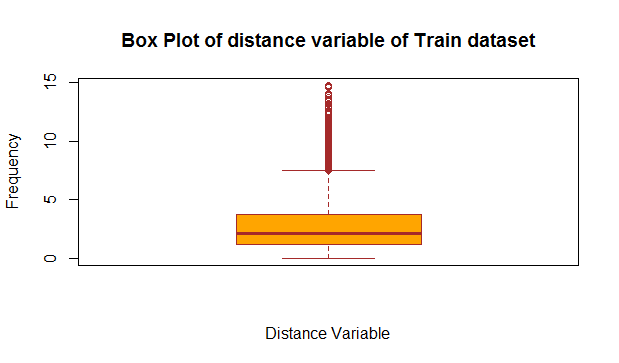 Box Plot of distance variable of Train dataset
15
10
5
0
Frequency
Distance Variable